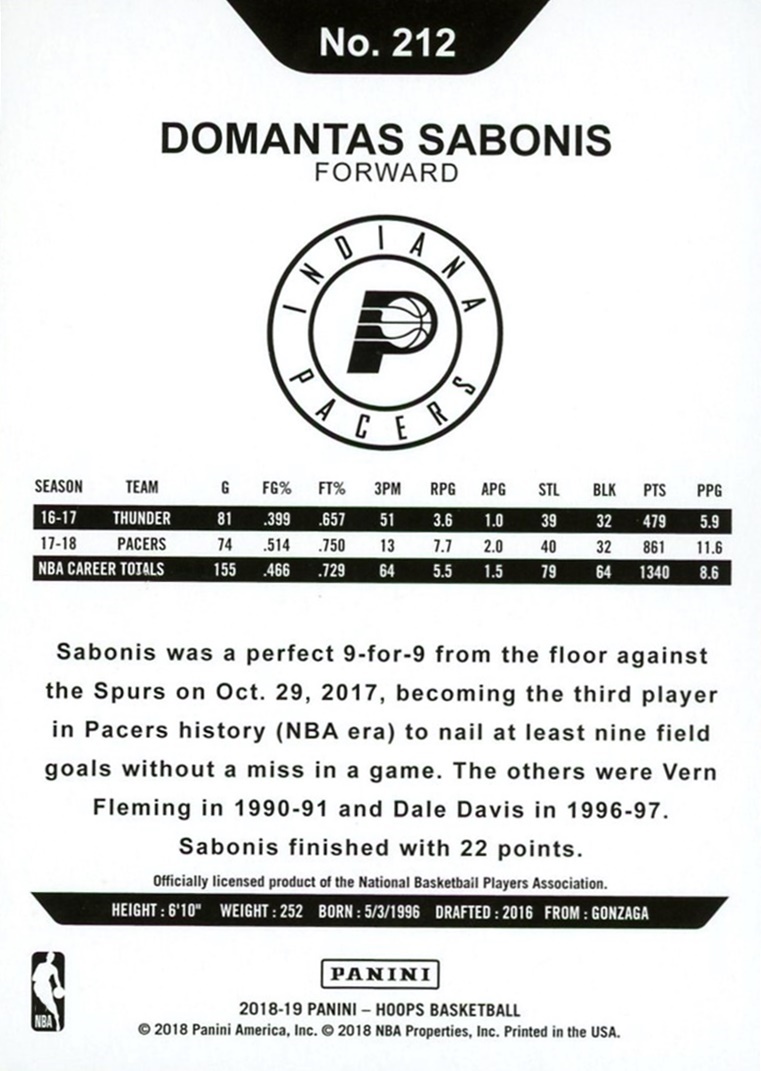 No. 212
DOMANTAS SABONIS
FORWARD
INDIANA
PACERS
SEASON TEAM G FG% FT% 3PM RPG APG STL BLK PTS PPG
16-17 THUNDER 81 .399 .657 51 3.6 1.0 39 32 479 5.9
17-18 PACERS 74 .514 .750 13 7.7 2.0 40 32 861 11.6
NBA CAREER TOTALS 155 .466 .729 64 5.5 1.5 79 64 1340 8.6
Sabonis was a perfect 9-for-9 from the floor against
the Spurs on Oct. 29, 2017, becoming the third player
in Pacers history (NBA era) to nail at least nine field
goals without a miss in a game. The others were Vern
Fleming in 1990-91 and Dale Davis in 1996-97.
Sabonis finished with 22 points.
Officially licensed product of the National Basketball Players Association.
HEIGHT : 6'10" WEIGHT : 252 BORN : 5/3/1996 DRAFTED : 2016 FROM : GONZAGA
PANINI
NBA
2018-19 PANINI – HOOPS BASKETBALL
© 2018 Panini America, Inc. © 2018 NBA Properties, Inc. Printed in the USA.